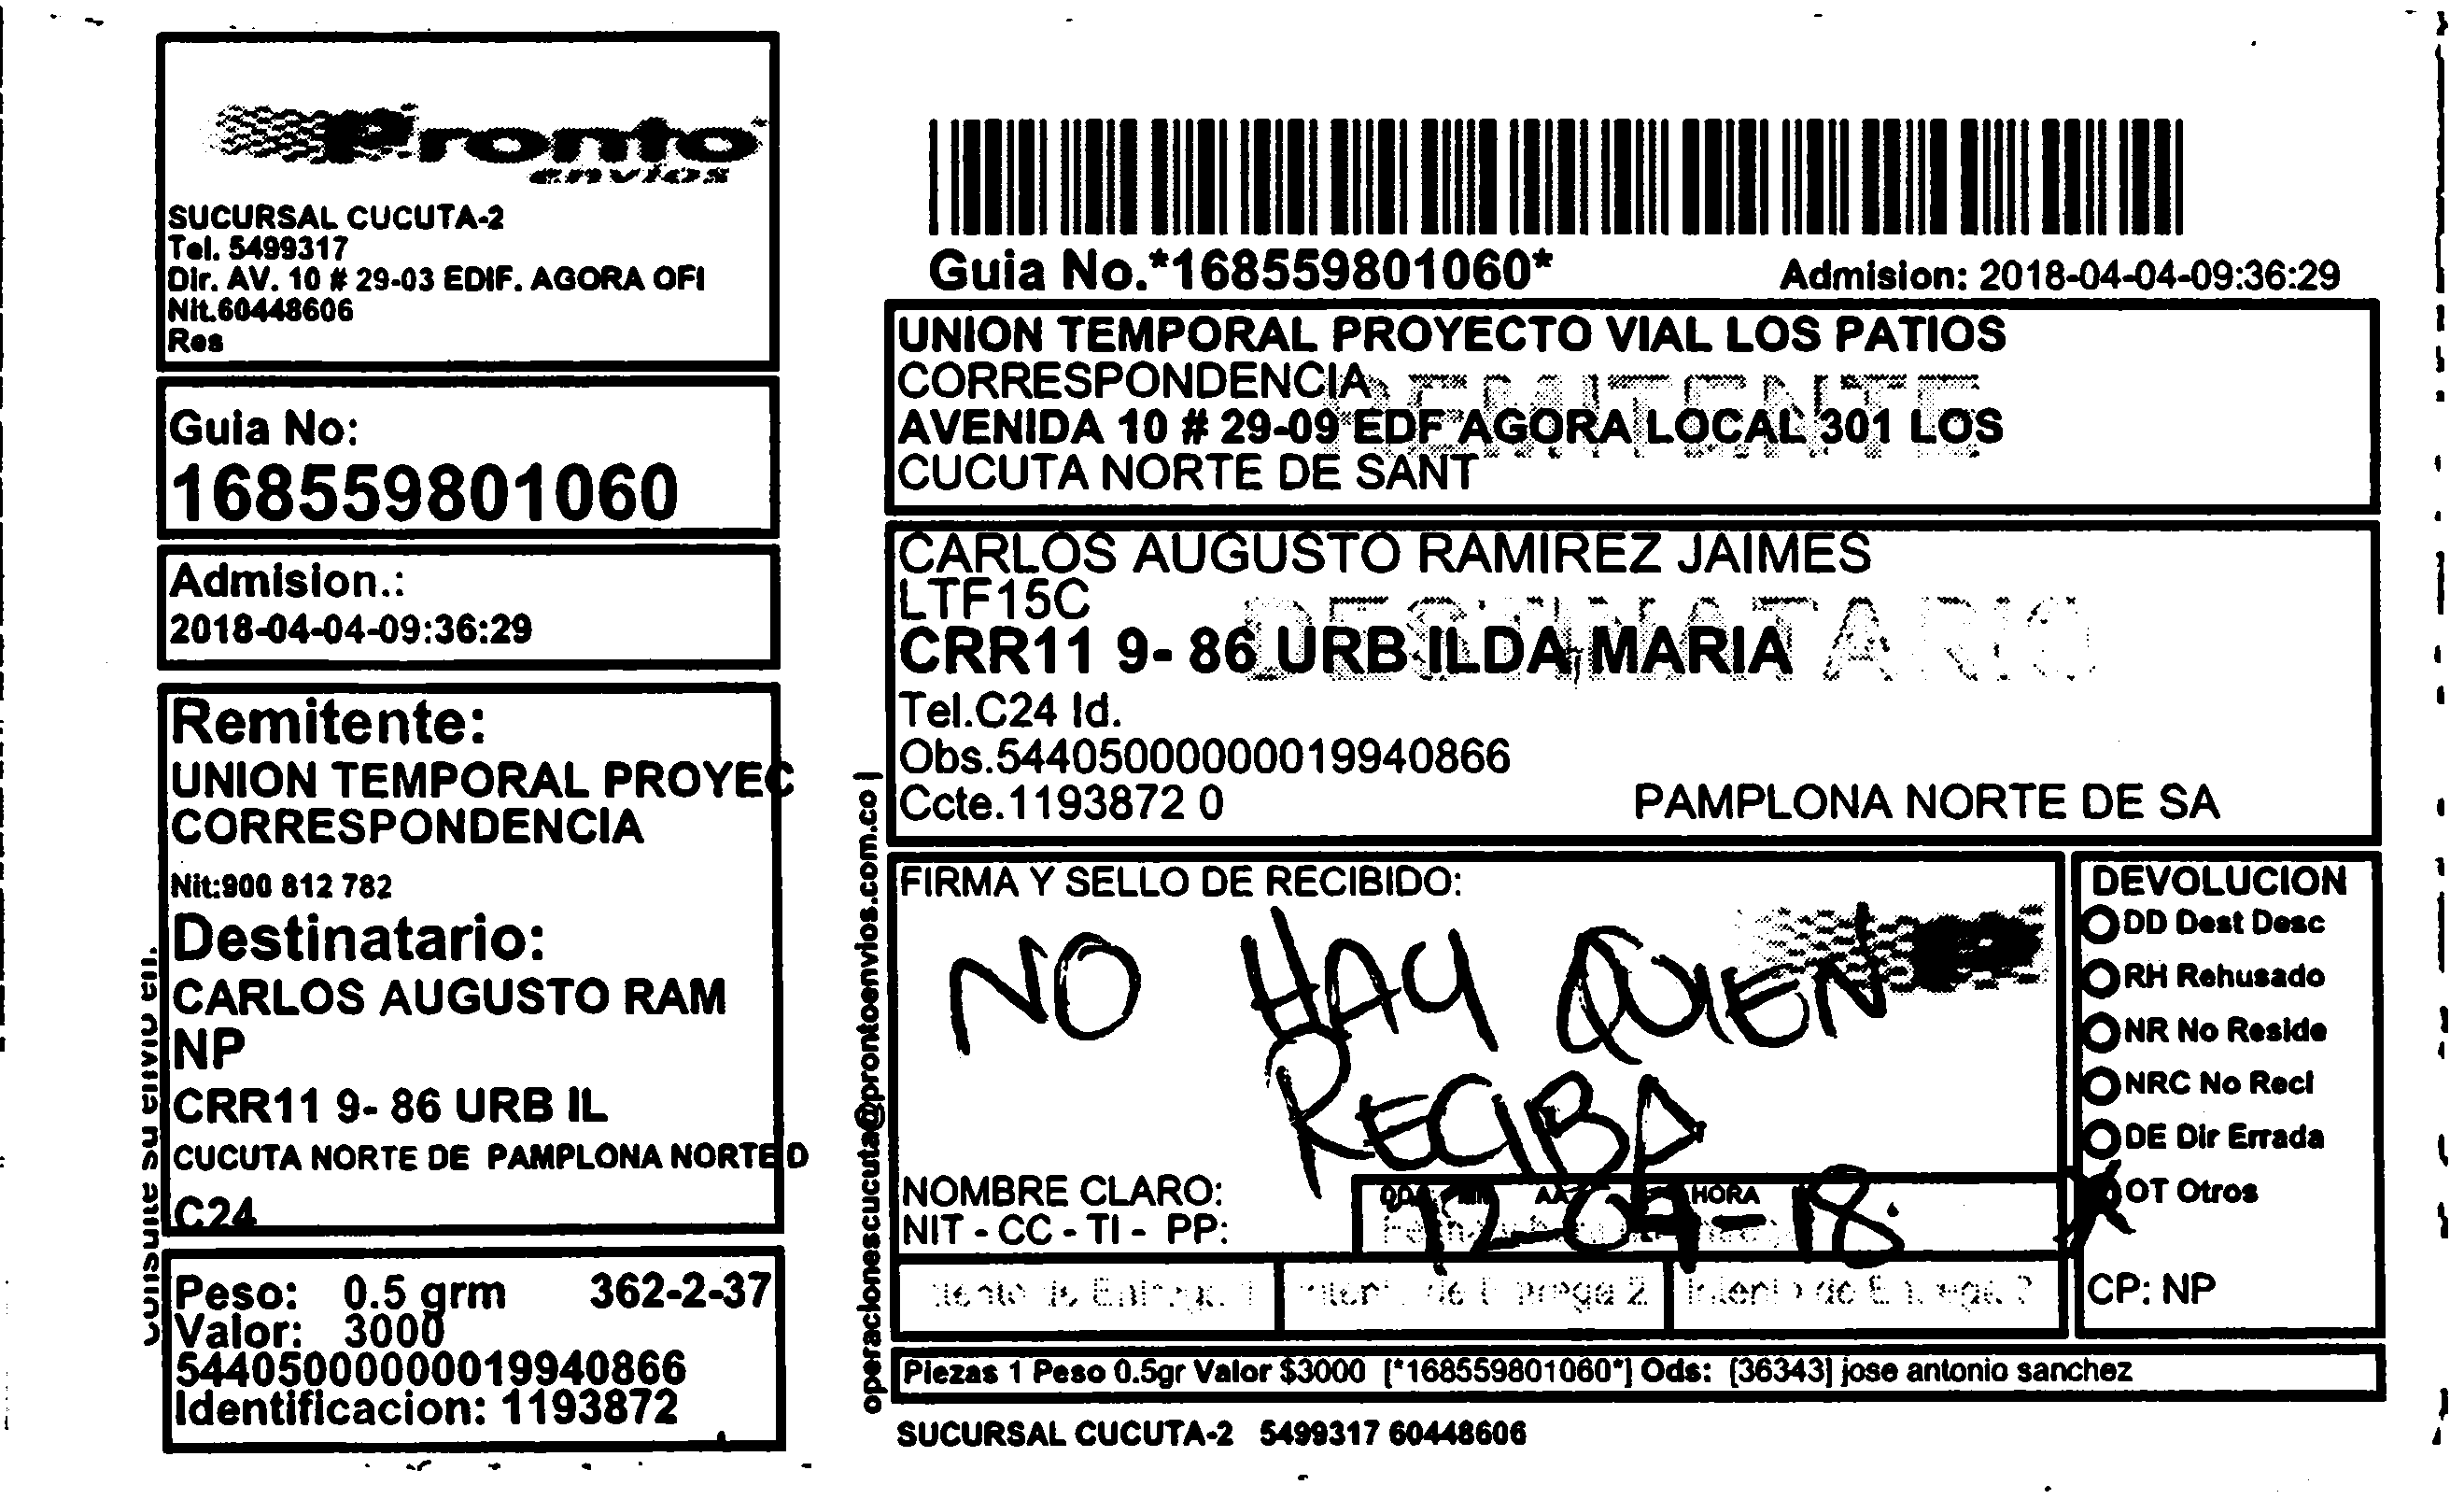 Pronto
envios
SUCURSAL CUCUTA-2
Tel. 5499317
Dir. AV. 10 # 29-03 EDIF. AGORA OFI
Nit.60448606
Res
Guia No:
168559801060
Admision.:
2018-04-04-09:36:29
Remitente:
UNION TEMPORAL PROYEC
CORRESPONDENCIA
Nit:900 812 782
Destinatario:
CARLOS AUGUSTO RAM
NP
CRR11 9- 86 URB IL
CUCUTA NORTE DE PAMPLONA NORTE D
C24
Peso: 0.5 grm 362-2-37
Valor: 3000
544050000000019940866
Identificacion: 1193872
Consulte su envio en.
operacionescucuta@prontoenvios.com.co |
Guia No.*168559801060*
Admision: 2018-04-04-09:36:29
UNION TEMPORAL PROYECTO VIAL LOS PATIOS
CORRESPONDENCIA
REMITENTE
AVENIDA 10 # 29-09 EDF AGORA LOCAL 301 LOS
CUCUTA NORTE DE SANT
CARLOS AUGUSTO RAMIREZ JAIMES
LTF15C
DESTINATARIO
CRR11 9- 86 URB ILDA MARIA
Tel.C24 Id.
Obs.544050000000019940866
Ccte.1193872 0 PAMPLONA NORTE DE SA
FIRMA Y SELLO DE RECIBIDO:
NO HAY QUIEN
RECIBA
NOMBRE CLARO:
NIT - CC - TI - PP:
HORA
12-04-18
Entrega 2
DEVOLUCION
DD Dest Desc
RH Rehusado
NR No Reside
NRC No Reci
DE Dir Errada
OT Otros
CP: NP
Piezas 1 Peso 0.5gr Valor $3000 [*168559801060*] Ods: [36343] jose antonio sanchez
SUCURSAL CUCUTA-2 5499317 60448606